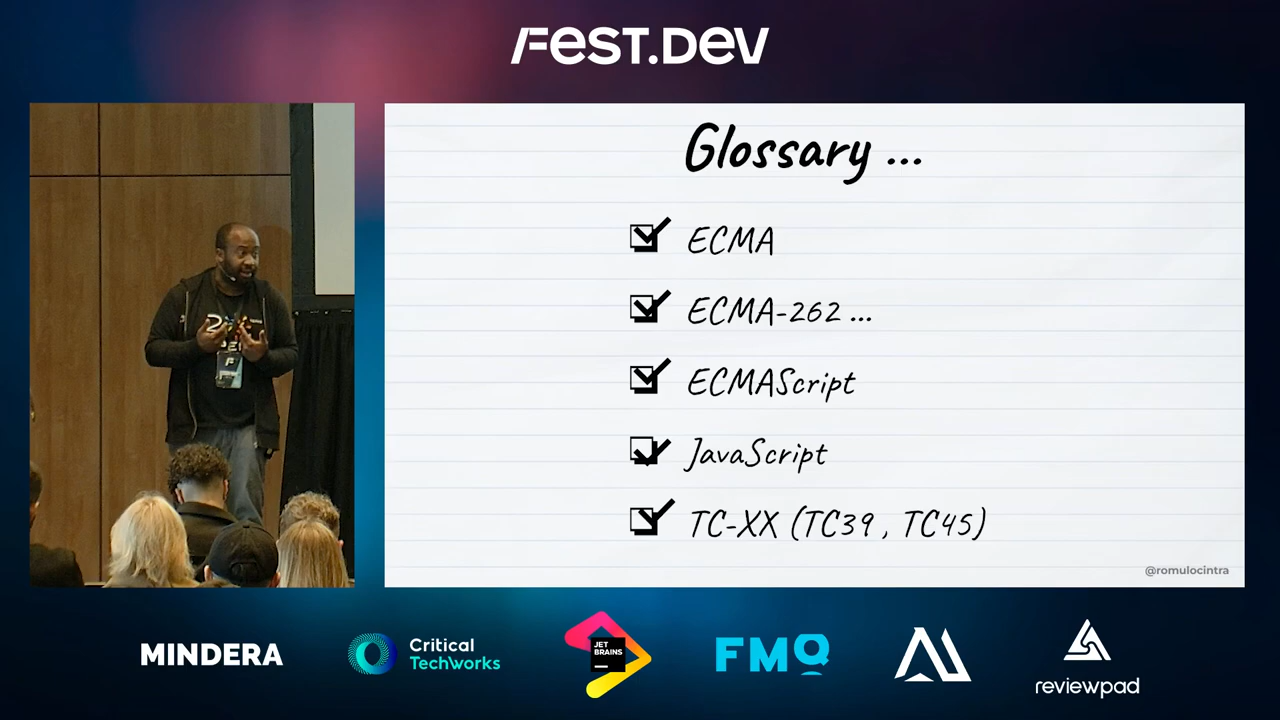 FEST.DEV
Glossary ...
ECMA
ECMA-262 ...
ECMAScript
JavaScript
TC-XX (TC39, TC45)
@romulocintra
MINDERA
Critical
TechWorks
JET
BRAINS
FMQ
reviewpad